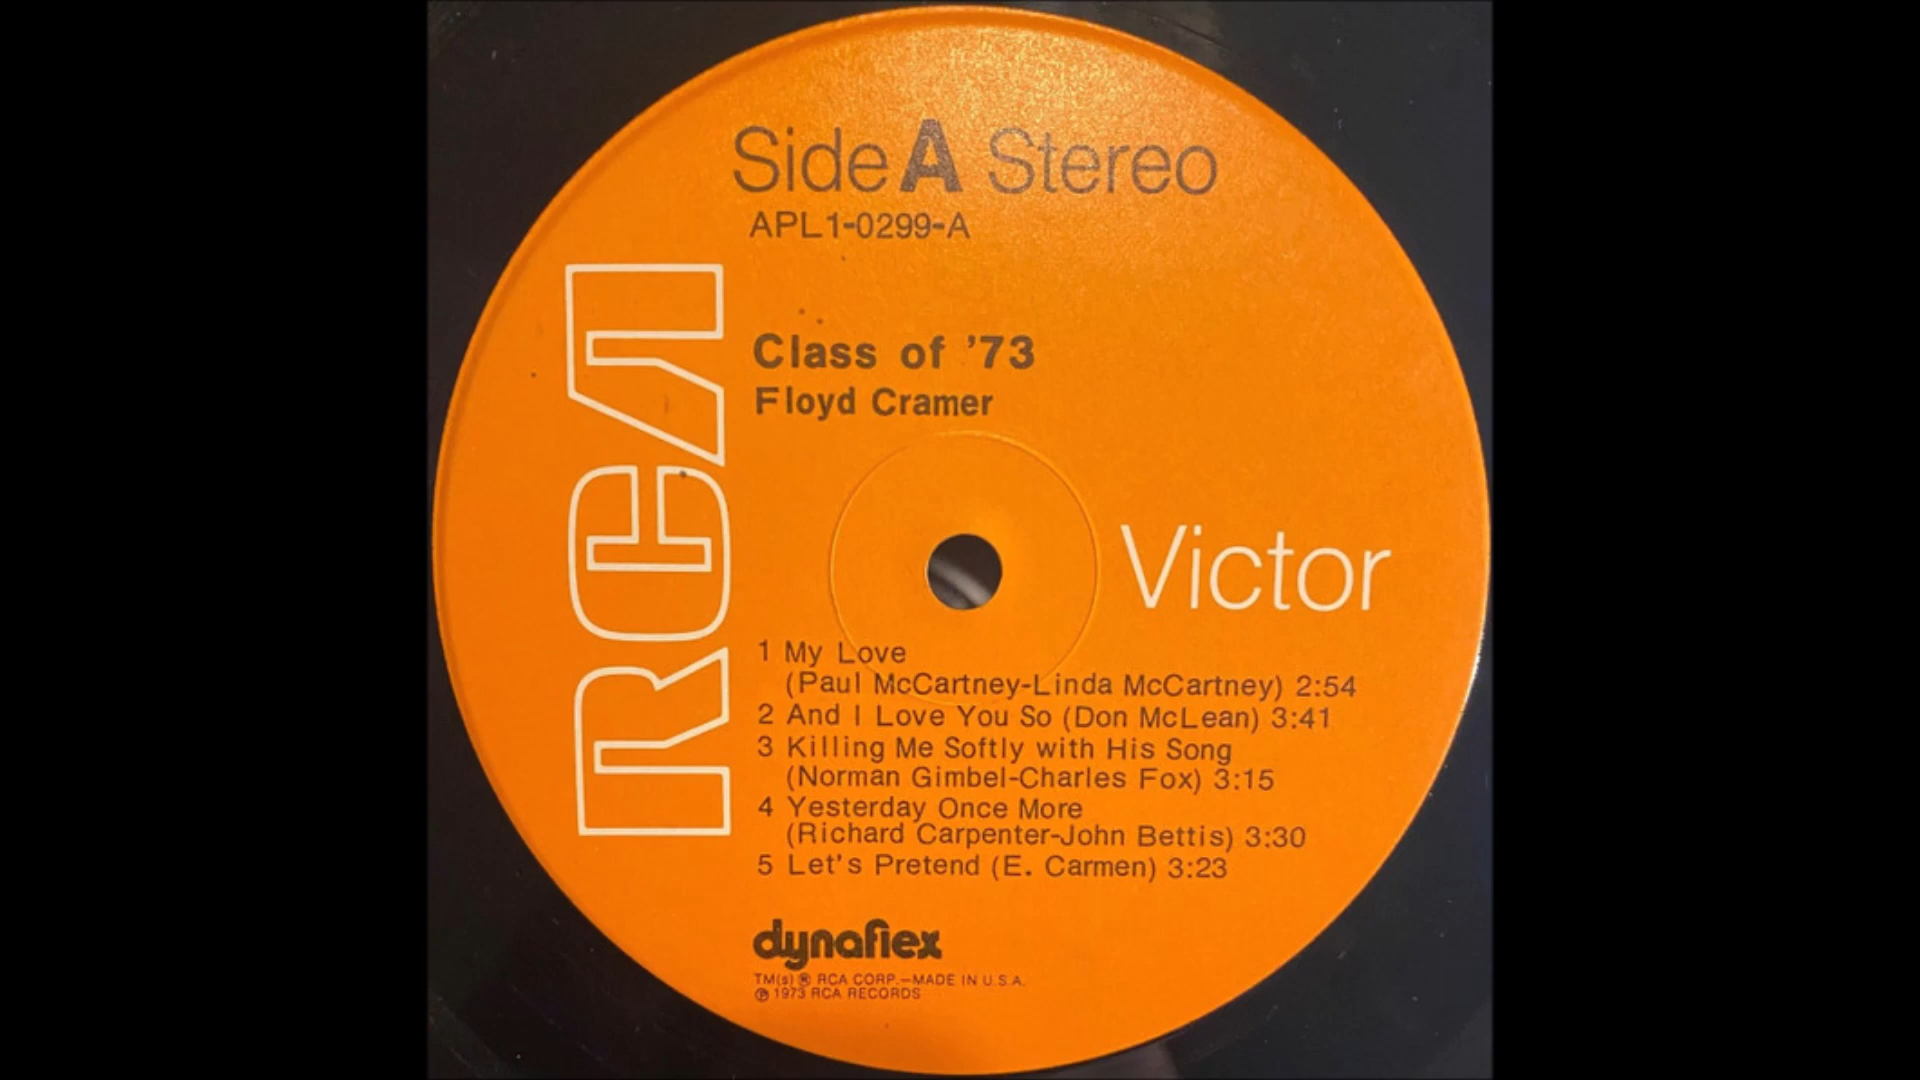 Side A Stereo
APL1-0299-A
RCA
Class of '73
Floyd Cramer
Victor
1 My Love
(Paul McCartney-Linda McCartney) 2:54
2 And I Love You So (Don McLean) 3:41
3 Killing Me Softly with His Song
(Norman Gimbel-Charles Fox) 3:15
4 Yesterday Once More
(Richard Carpenter-John Bettis) 3:30
5 Let's Pretend (E. Carmen) 3:23
dynaflex
TM(s) ® RCA CORP.—MADE IN U.S.A.
℗ 1973 RCA RECORDS